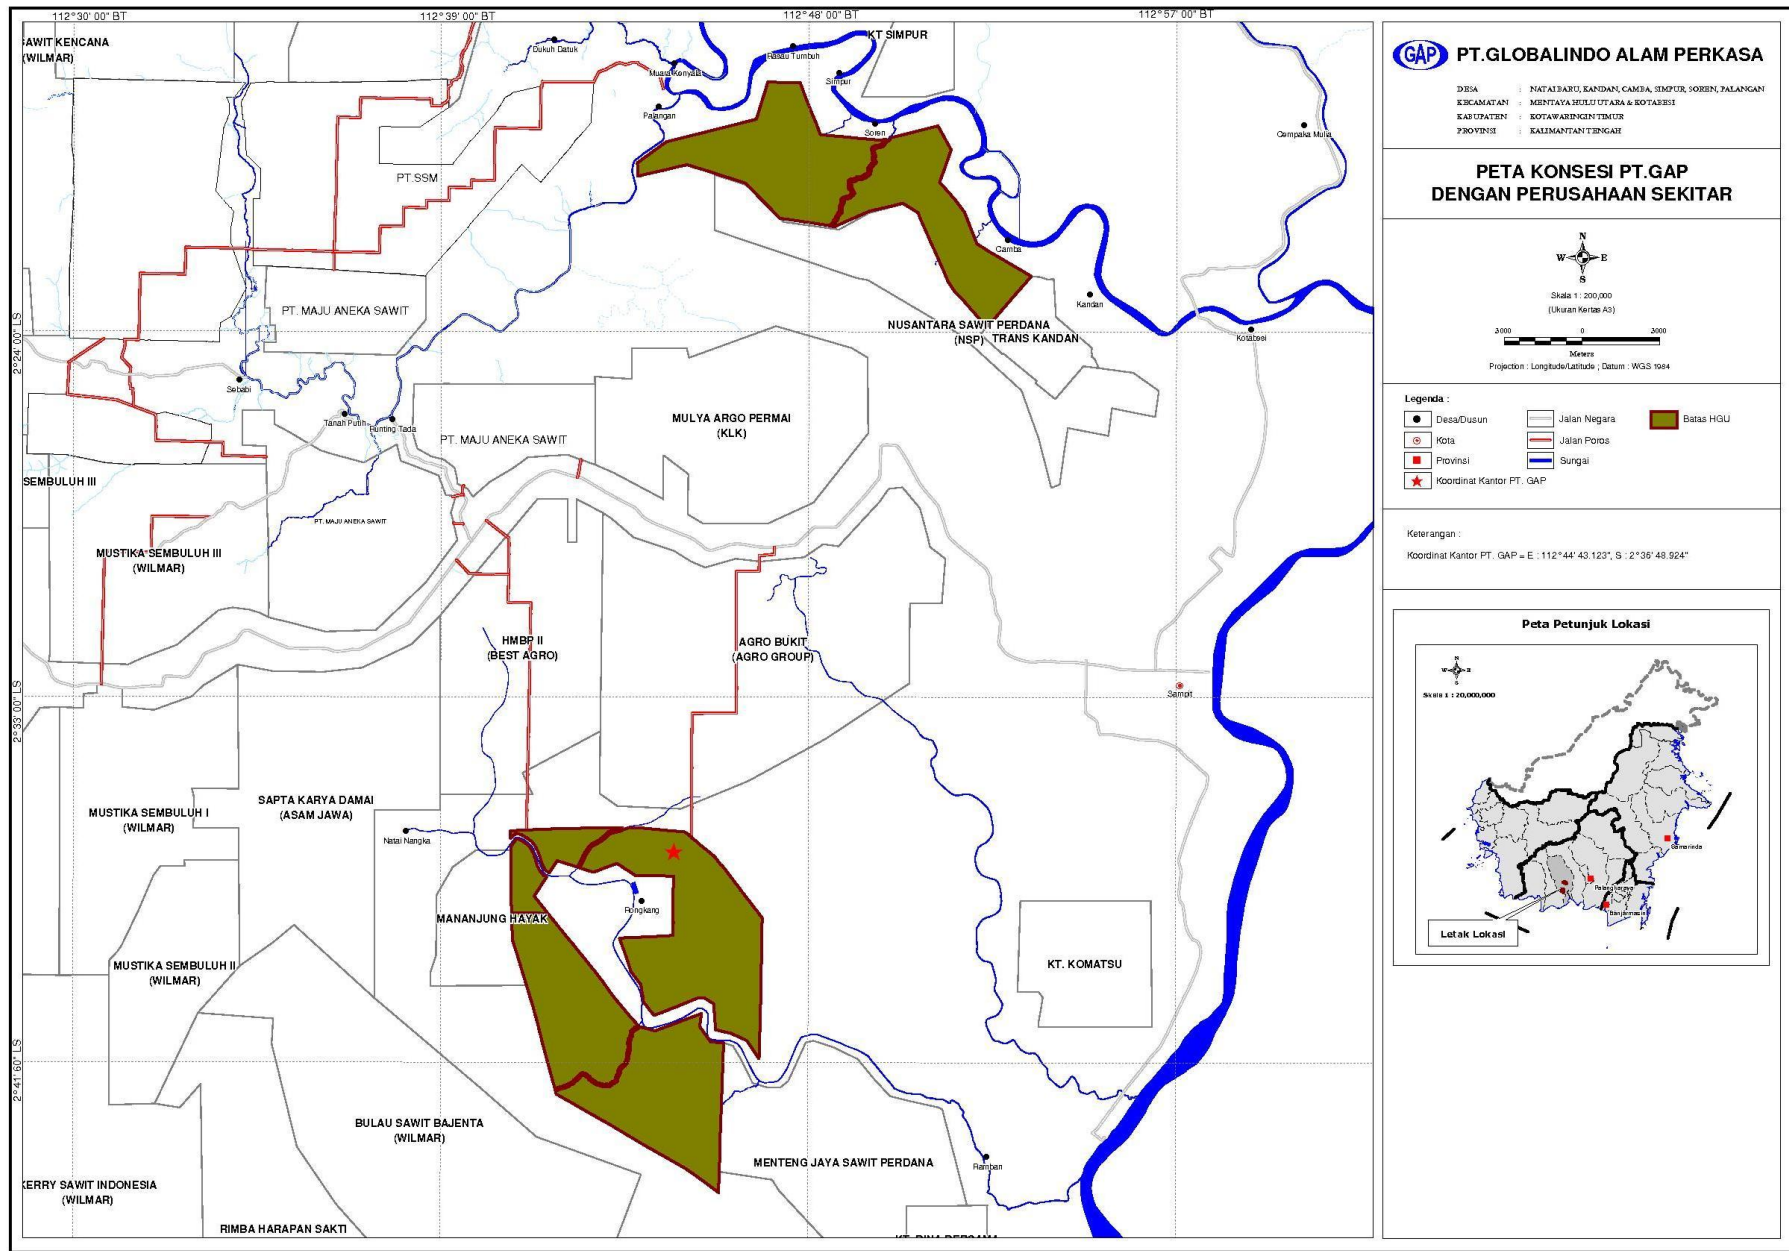 112°30' 00" BT
112°39' 00" BT
112°48' 00" BT
112°57' 00" BT
2°24' 00" LS
2°33' 00" LS
2°41' 60" LS
SAWIT KENCANA
(WILMAR)
Dukuh Datuk
Muara Kenyala
Rasau Tumbuh
KT SIMPUR
Simpur
Palangan
Soren
Cempaka Mulia
PT SSM
Camba
Kandan
PT. MAJU ANEKA SAWIT
NUSANTARA SAWIT PERDANA
(NSP)
TRANS KANDAN
Kotabesi
Sebabi
Tanah Putih
Runting Tada
PT. MAJU ANEKA SAWIT
MULYA ARGO PERMAI
(KLK)
SEMBULUH III
PT. MAJU ANEKA SAWIT
MUSTIKA SEMBULUH III
(WILMAR)
HMBP II
(BEST AGRO)
AGRO BUKIT
(AGRO GROUP)
Sampit
MUSTIKA SEMBULUH I
(WILMAR)
SAPTA KARYA DAMAI
(ASAM JAWA)
Natai Nangka
Rongkang
MANANJUNG HAYAK
MUSTIKA SEMBULUH II
(WILMAR)
KT. KOMATSU
BULAU SAWIT BAJENTA
(WILMAR)
MENTENG JAYA SAWIT PERDANA
Ramban
KERRY SAWIT INDONESIA
(WILMAR)
RIMBA HARAPAN SAKTI
GAP
PT.GLOBALINDO ALAM PERKASA
DESA : NATAI BARU, KANDAN, CAMBA, SIMPUR, SOREN, PALANGAN
KECAMATAN : MENTAYA HULU UTARA & KOTABESI
KABUPATEN : KOTAWARINGIN TIMUR
PROVINSI : KALIMANTAN TENGAH
PETA KONSESI PT.GAP
DENGAN PERUSAHAAN SEKITAR
N
W E
S
Skala 1 : 200,000
(Ukuran Kertas A3)
3000 0 3000
Meters
Projection : Longitude/Latitude ; Datum : WGS 1984
Legenda :
Desa/Dusun
Jalan Negara
Batas HGU
Kota
Jalan Poros
Provinsi
Sungai
Koordinat Kantor PT. GAP
Keterangan :
Koordinat Kantor PT. GAP = E : 112°44' 43.123", S : 2°36' 48.924"
Peta Petunjuk Lokasi
N
W E
S
Skala 1 : 20,000,000
Samarinda
Palangkaraya
Banjarmasin
Letak Lokasi